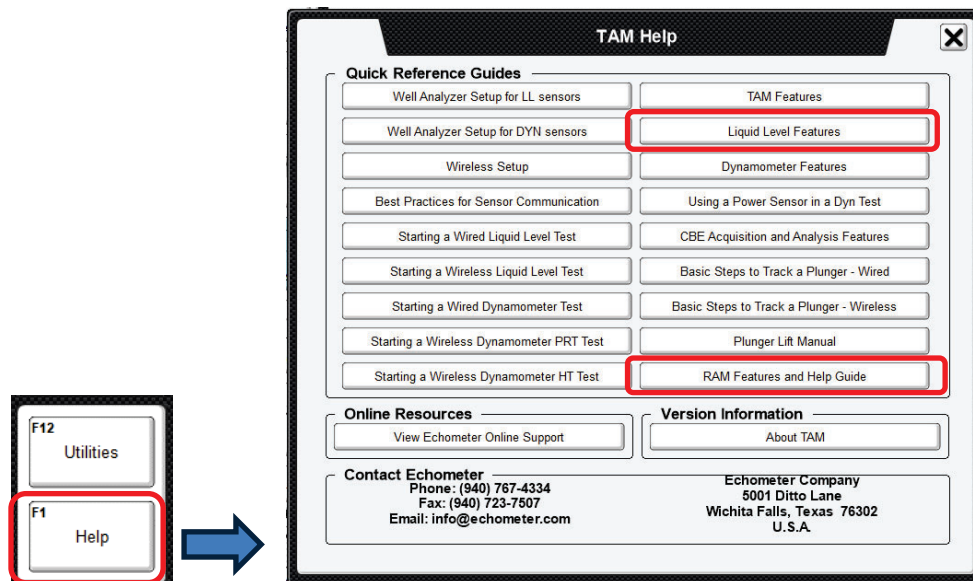 TAM Help
Quick Reference Guides
Well Analyzer Setup for LL sensors
TAM Features
Well Analyzer Setup for DYN sensors
Liquid Level Features
Wireless Setup
Dynamometer Features
Best Practices for Sensor Communication
Using a Power Sensor in a Dyn Test
Starting a Wired Liquid Level Test
CBE Acquisition and Analysis Features
Starting a Wireless Liquid Level Test
Basic Steps to Track a Plunger - Wired
Starting a Wired Dynamometer Test
Basic Steps to Track a Plunger - Wireless
Starting a Wireless Dynamometer PRT Test
Plunger Lift Manual
Starting a Wireless Dynamometer HT Test
RAM Features and Help Guide
Online Resources
View Echometer Online Support
Version Information
About TAM
Contact Echometer
Phone: (940) 767-4334
Fax: (940) 723-7507
Email: info@echometer.com
Echometer Company
5001 Ditto Lane
Wichita Falls, Texas 76302
U.S.A.
F12
Utilities
F1
Help